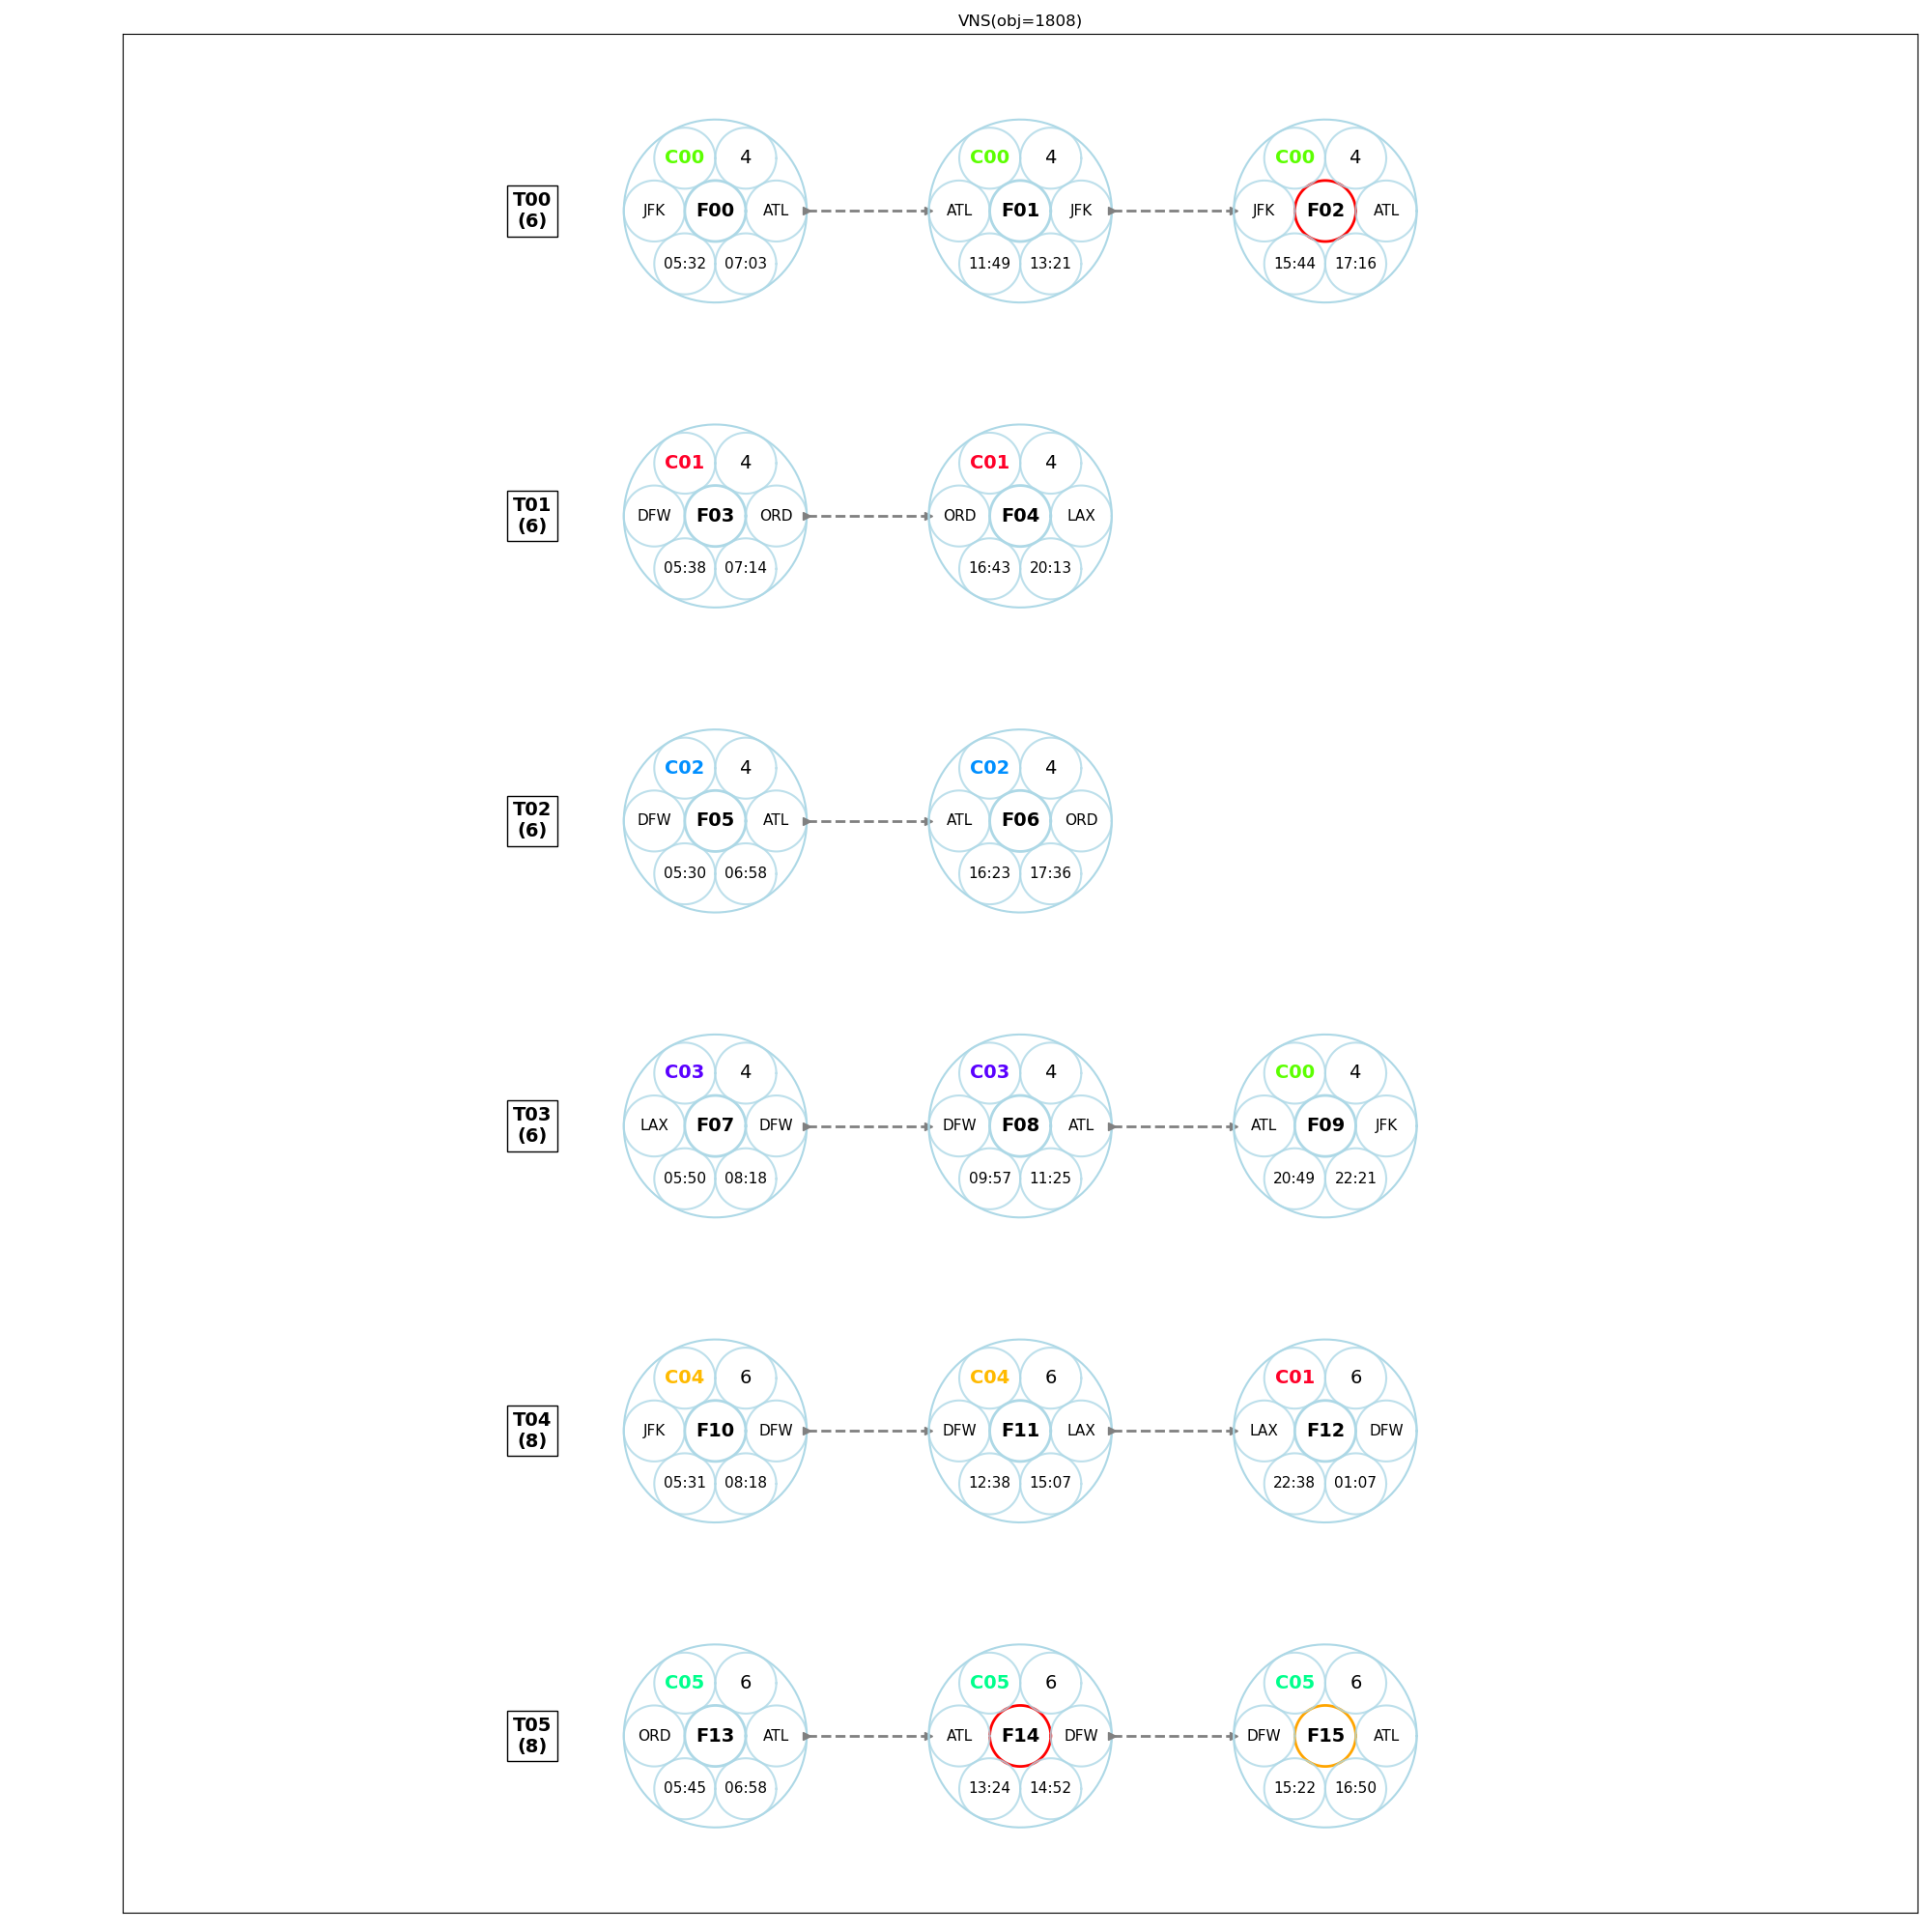 VNS(obj=1808)
C00 4 C00 4 C00 4
T00
(6)
JFK F00 ATL ATL F01 JFK JFK F02 ATL
05:32 07:03 11:49 13:21 15:44 17:16
C01 4 C01 4
T01
(6)
DFW F03 ORD ORD F04 LAX
05:38 07:14 16:43 20:13
C02 4 C02 4
T02
(6)
DFW F05 ATL ATL F06 ORD
05:30 06:58 16:23 17:36
C03 4 C03 4 C00 4
T03
(6)
LAX F07 DFW DFW F08 ATL ATL F09 JFK
05:50 08:18 09:57 11:25 20:49 22:21
C04 6 C04 6 C01 6
T04
(8)
JFK F10 DFW DFW F11 LAX LAX F12 DFW
05:31 08:18 12:38 15:07 22:38 01:07
C05 6 C05 6 C05 6
T05
(8)
ORD F13 ATL ATL F14 DFW DFW F15 ATL
05:45 06:58 13:24 14:52 15:22 16:50